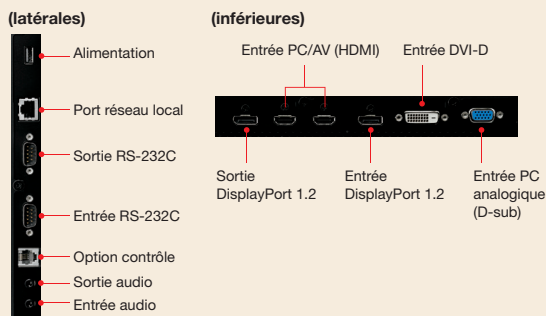 (latérales)
Alimentation
Port réseau local
Sortie RS-232C
Entrée RS-232C
Option contrôle
Sortie audio
Entrée audio
(inférieures)
Entrée PC/AV (HDMI)
Entrée DVI-D
Sortie
DisplayPort 1.2
Entrée
DisplayPort 1.2
Entrée PC
analogique
(D-sub)